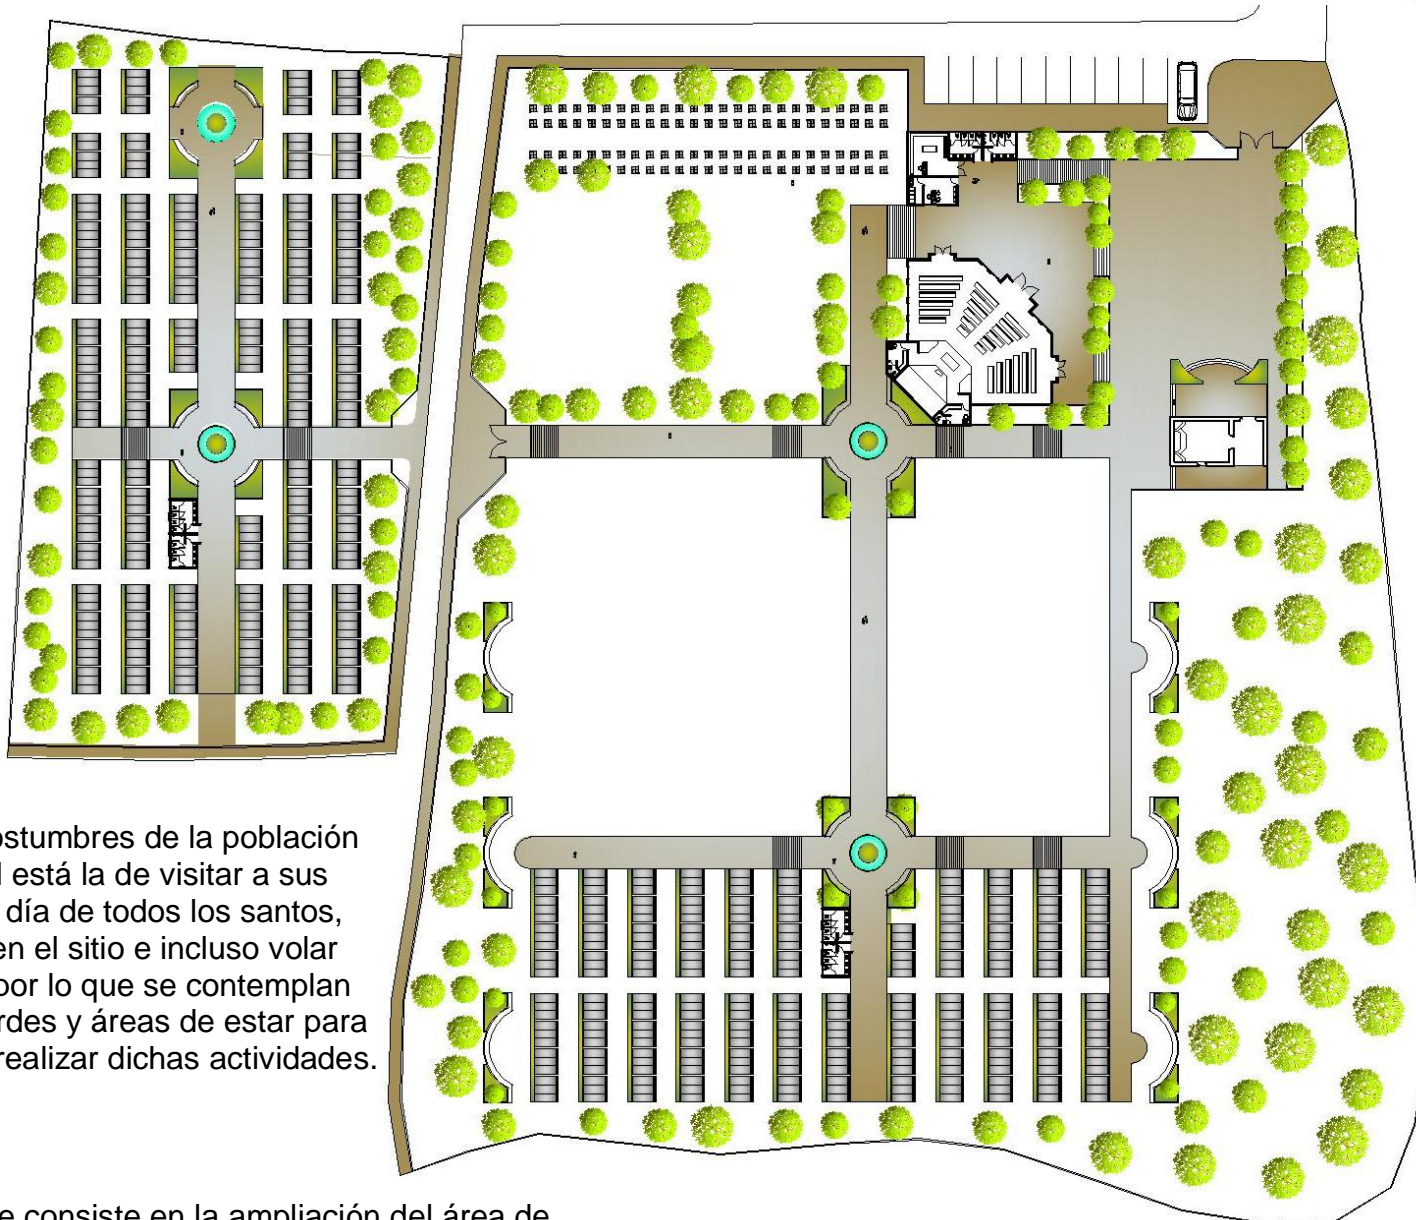 ostumbres de la población
está la de visitar a sus
día de todos los santos,
en el sitio e incluso volar
por lo que se contemplan
rdes y áreas de estar para
realizar dichas actividades.
e consiste en la ampliación del área de